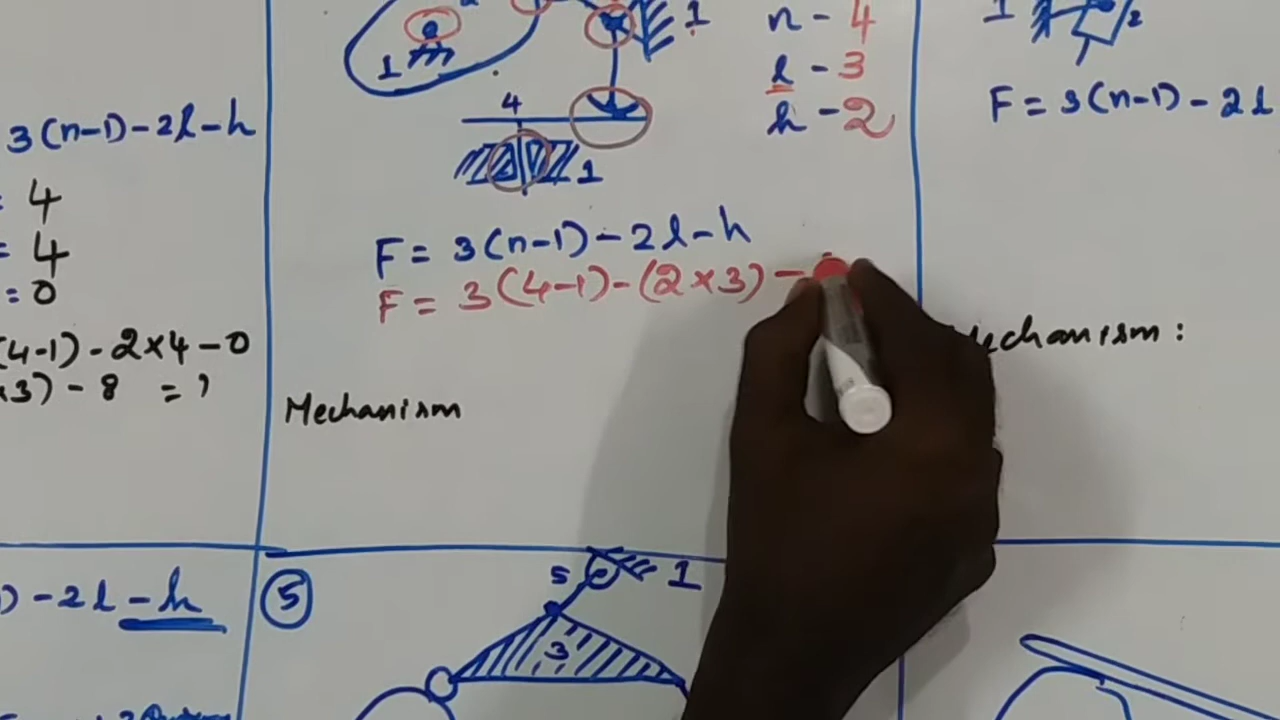 3(n-1)-2l-h
= 4
= 4
= 0
(4-1)-2×4-0
×3)-8 =1
1
1
4
1
n - 4
l - 3
h - 2
F = 3(n-1)-2l-h
F = 3(4-1)-(2×3)-
Mechanism
1
2
F = 3(n-1)-2l
Mechanism:
)-2l-h
5
5
1
3